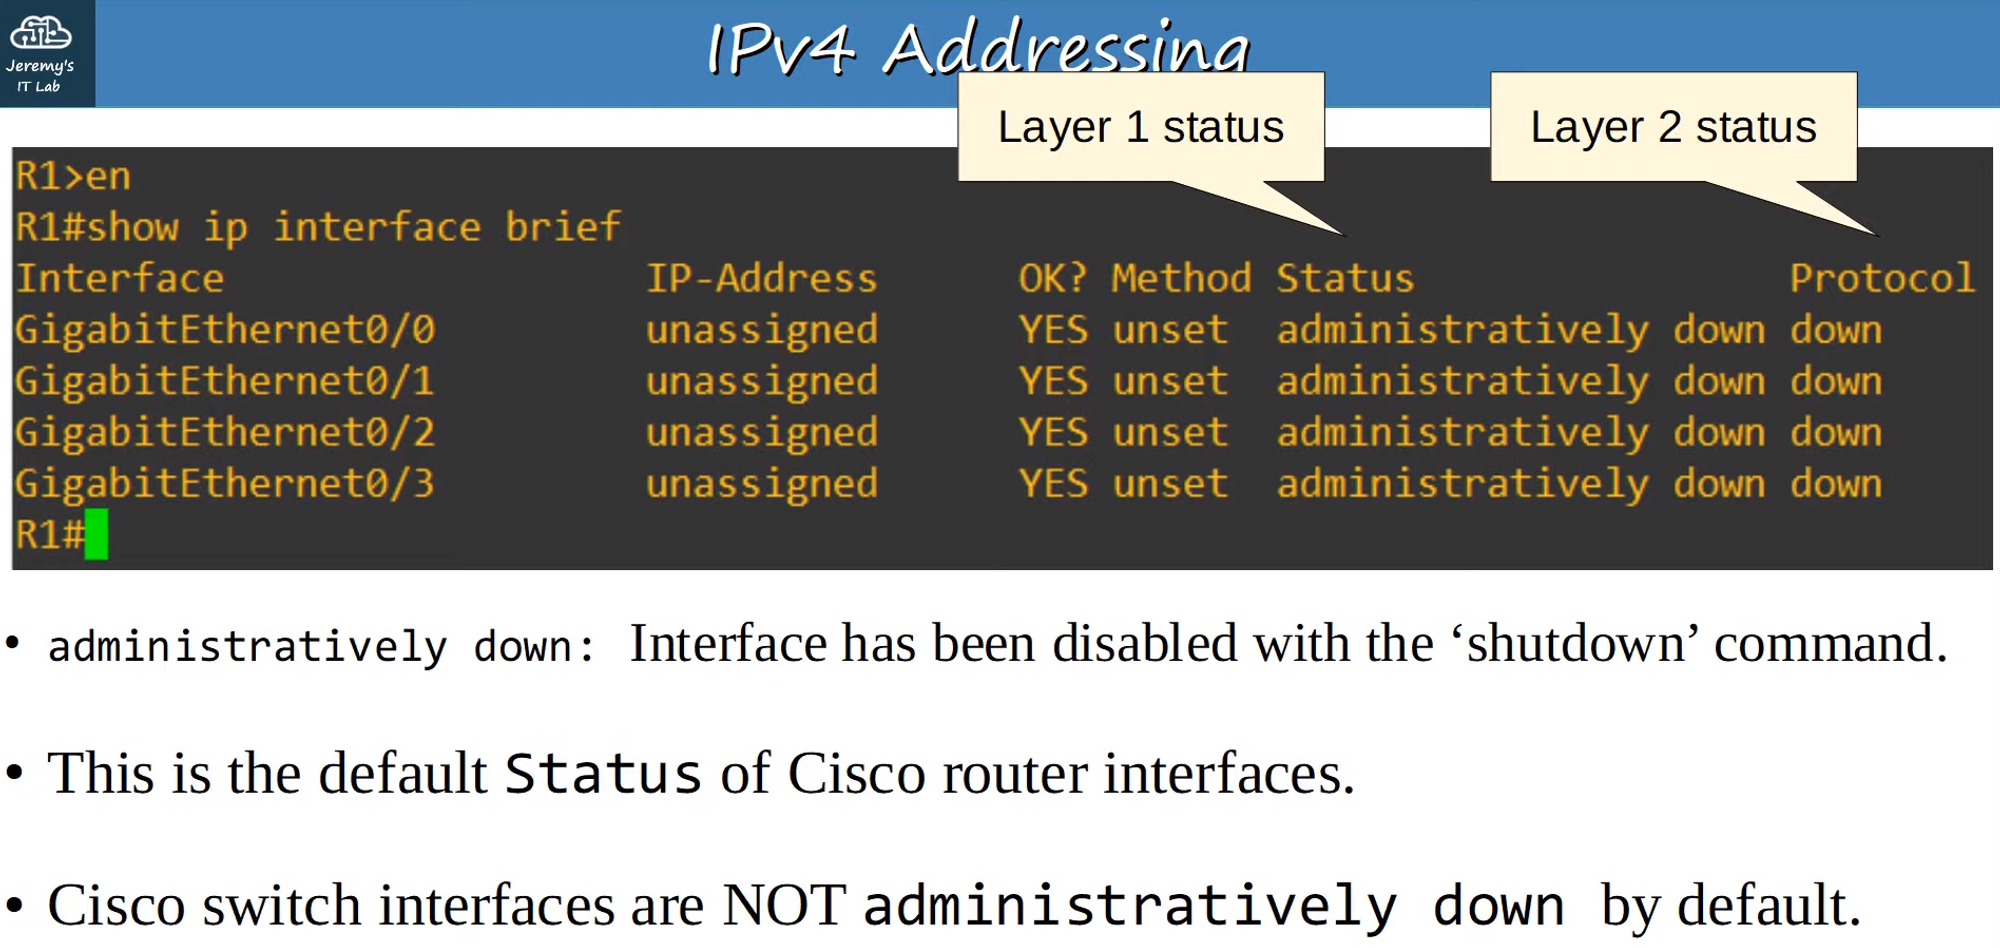 Jeremy's
IT Lab
IPv4 Addressing
Layer 1 status
Layer 2 status
R1>en
R1#show ip interface brief
Interface IP-Address OK? Method Status Protocol
GigabitEthernet0/0 unassigned YES unset administratively down down
GigabitEthernet0/1 unassigned YES unset administratively down down
GigabitEthernet0/2 unassigned YES unset administratively down down
GigabitEthernet0/3 unassigned YES unset administratively down down
R1#
• administratively down: Interface has been disabled with the ‘shutdown’ command.
• This is the default Status of Cisco router interfaces.
• Cisco switch interfaces are NOT administratively down by default.